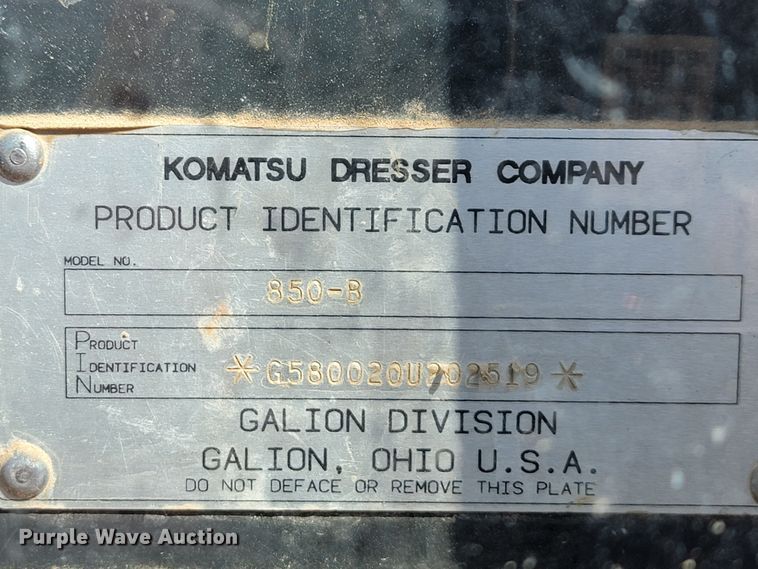 KOMATSU DRESSER COMPANY
PRODUCT IDENTIFICATION NUMBER
MODEL NO.
850-B
PRODUCT
IDENTIFICATION
NUMBER
*G580020U202519*
GALION DIVISION
GALION, OHIO U.S.A.
DO NOT DEFACE OR REMOVE THIS PLATE
Purple Wave Auction